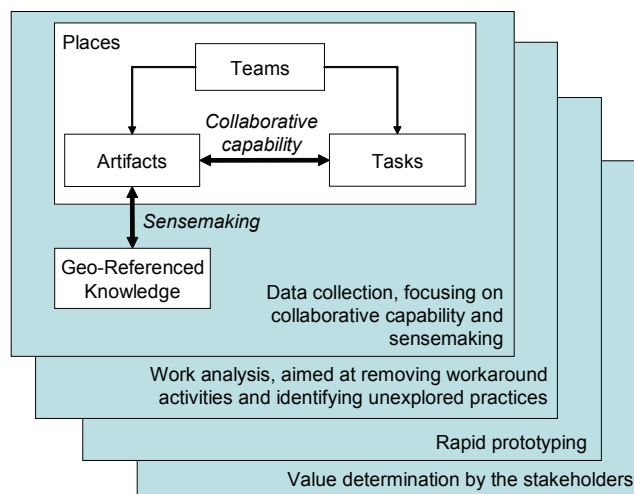 Places
Teams
Collaborative
capability
Artifacts
Tasks
Sensemaking
Geo-Referenced
Knowledge
Data collection, focusing on
collaborative capability and
sensemaking
Work analysis, aimed at removing workaround
activities and identifying unexplored practices
Rapid prototyping
Value determination by the stakeholders